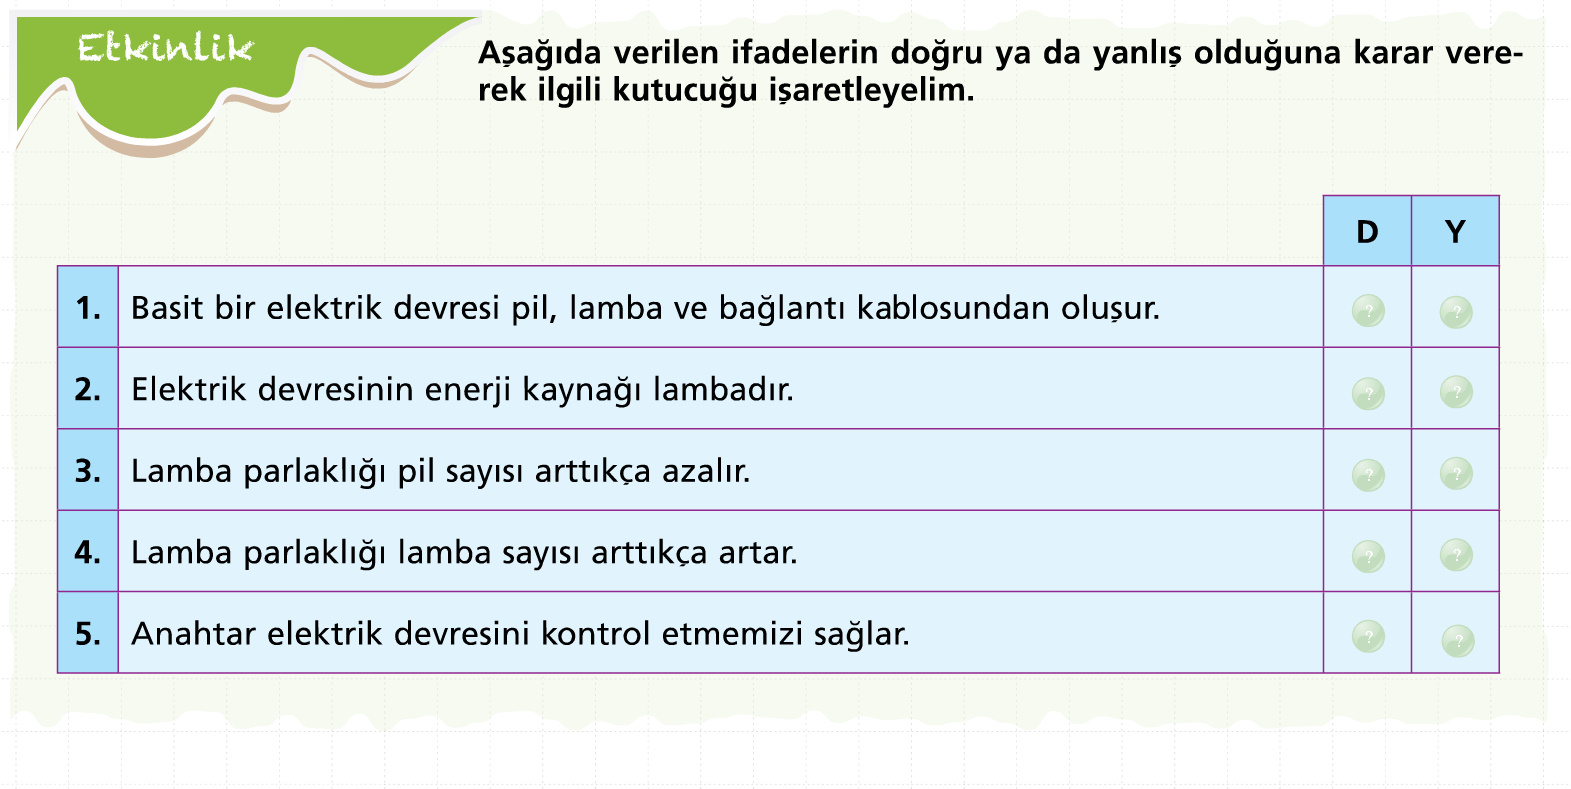 Etkinlik
Aşağıda verilen ifadelerin doğru ya da yanlış olduğuna karar vere-
rek ilgili kutucuğu işaretleyelim.
D Y
1. Basit bir elektrik devresi pil, lamba ve bağlantı kablosundan oluşur. ? ?
2. Elektrik devresinin enerji kaynağı lambadır. ? ?
3. Lamba parlaklığı pil sayısı arttıkça azalır. ? ?
4. Lamba parlaklığı lamba sayısı arttıkça artar. ? ?
5. Anahtar elektrik devresini kontrol etmemizi sağlar. ? ?